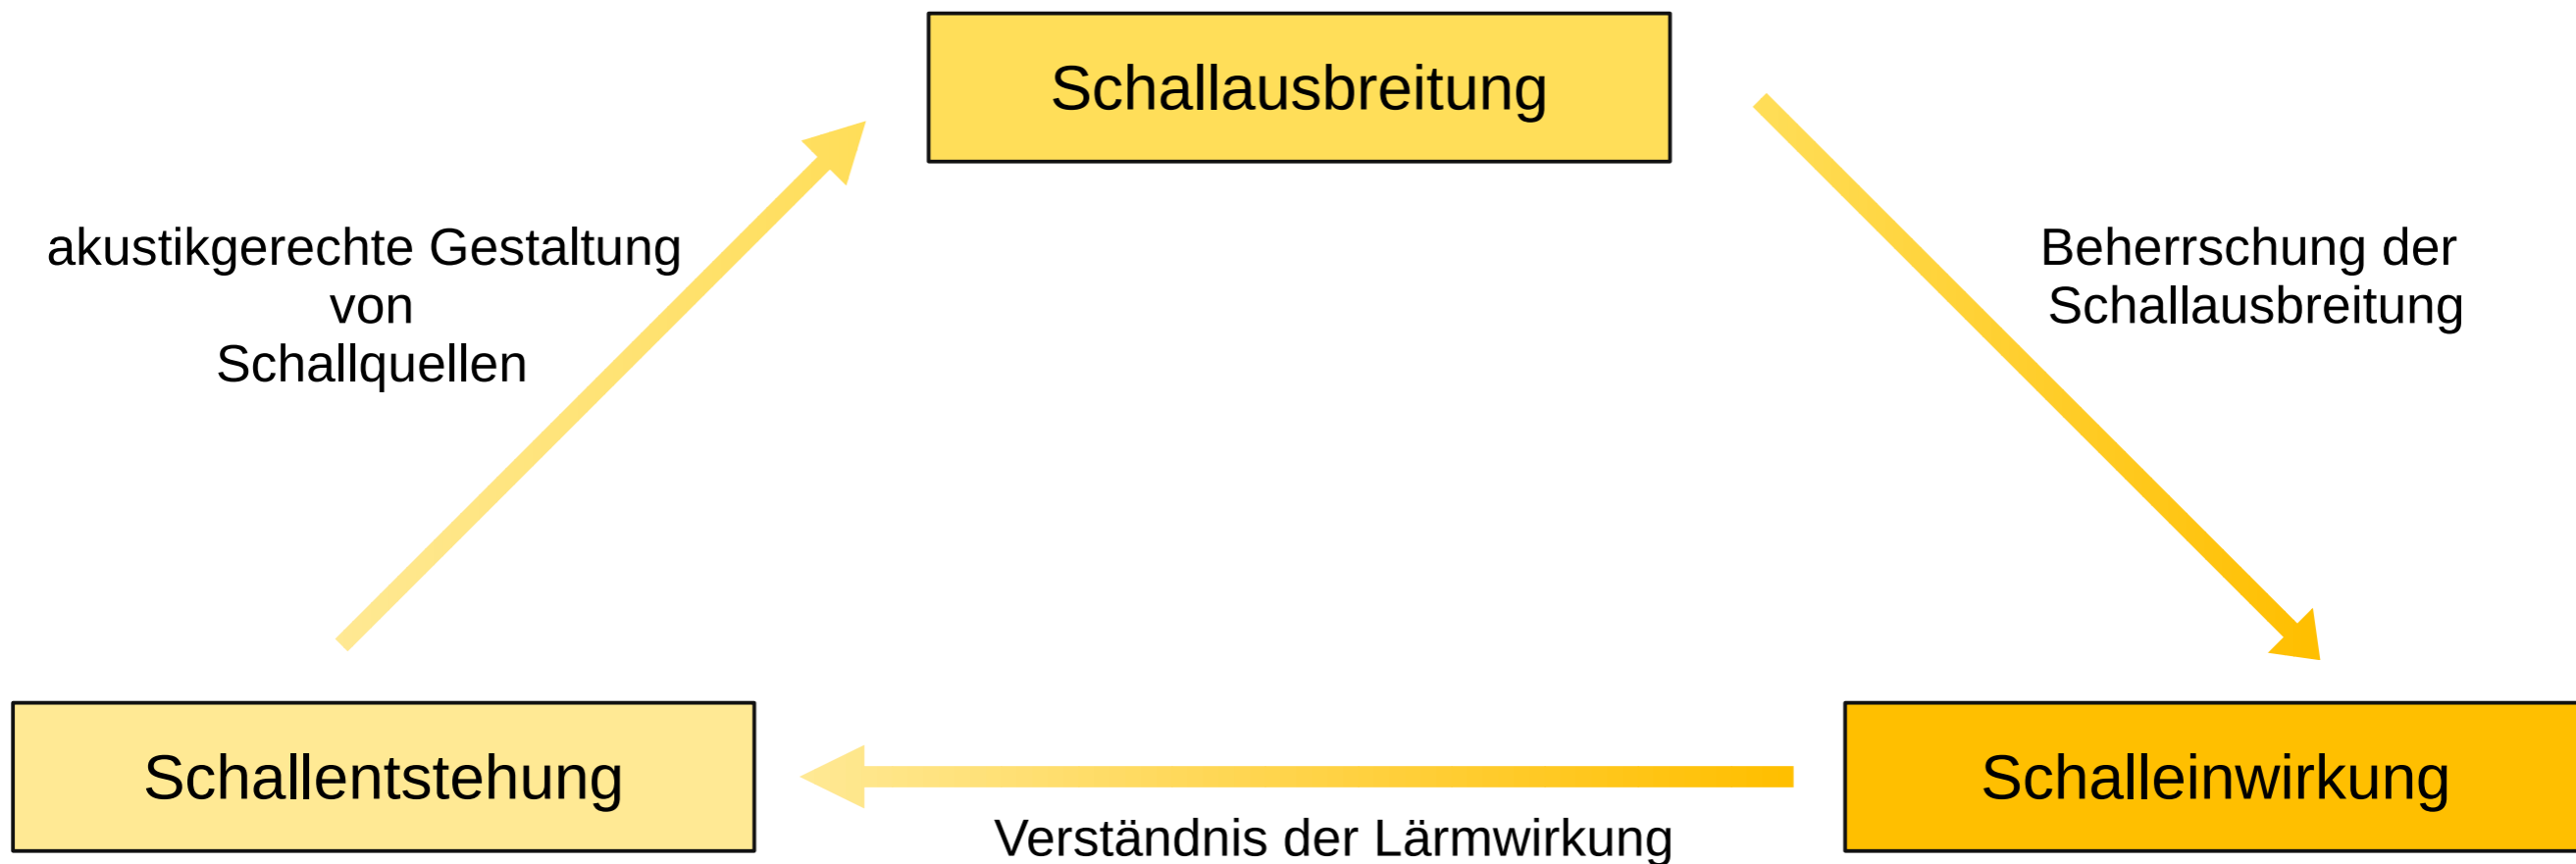 Schallausbreitung
akustikgerechte Gestaltung
von
Schallquellen
Beherrschung der
Schallausbreitung
Schallentstehung
Verständnis der Lärmwirkung
Schalleinwirkung